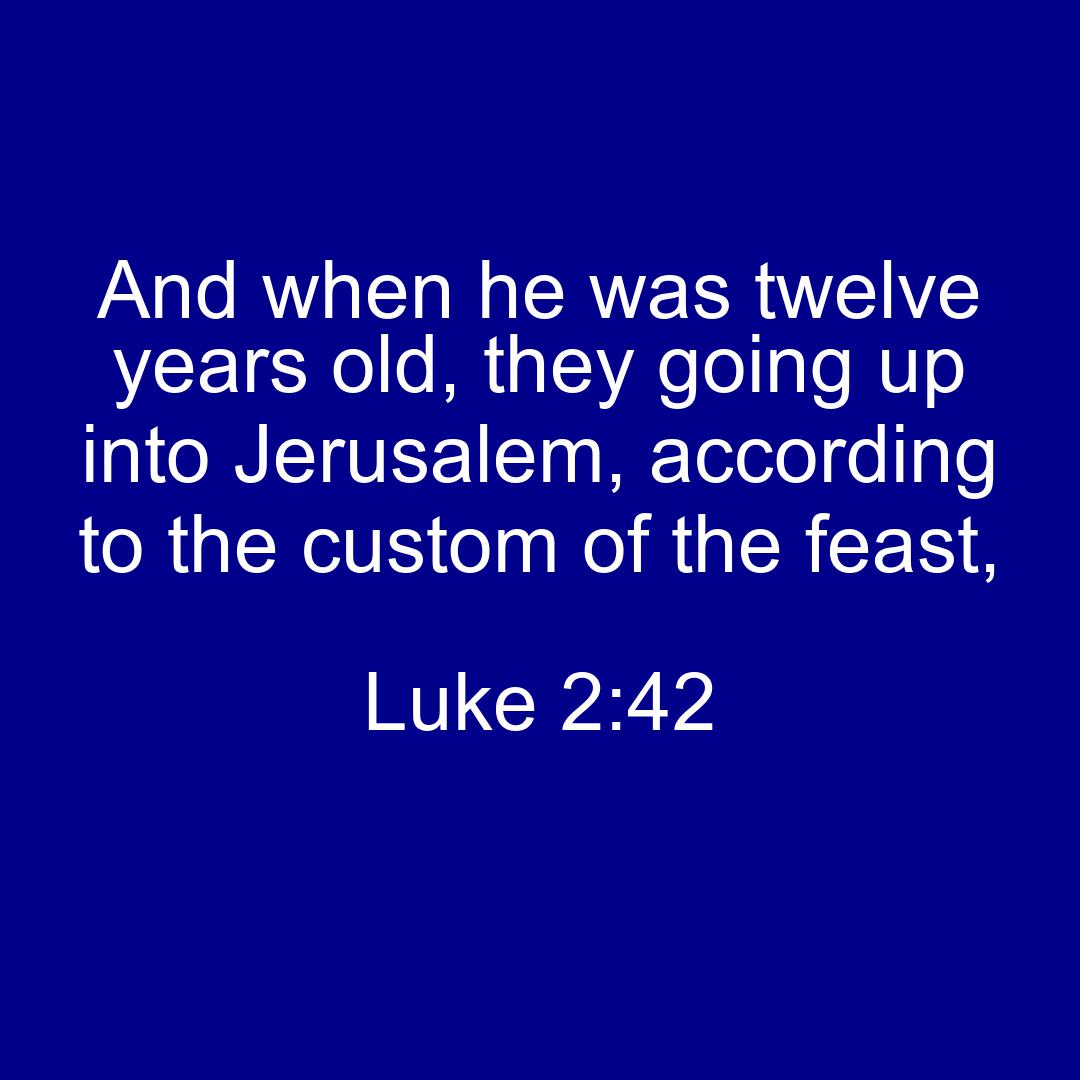 And when he was twelve
years old, they going up
into Jerusalem, according
to the custom of the feast,
Luke 2:42